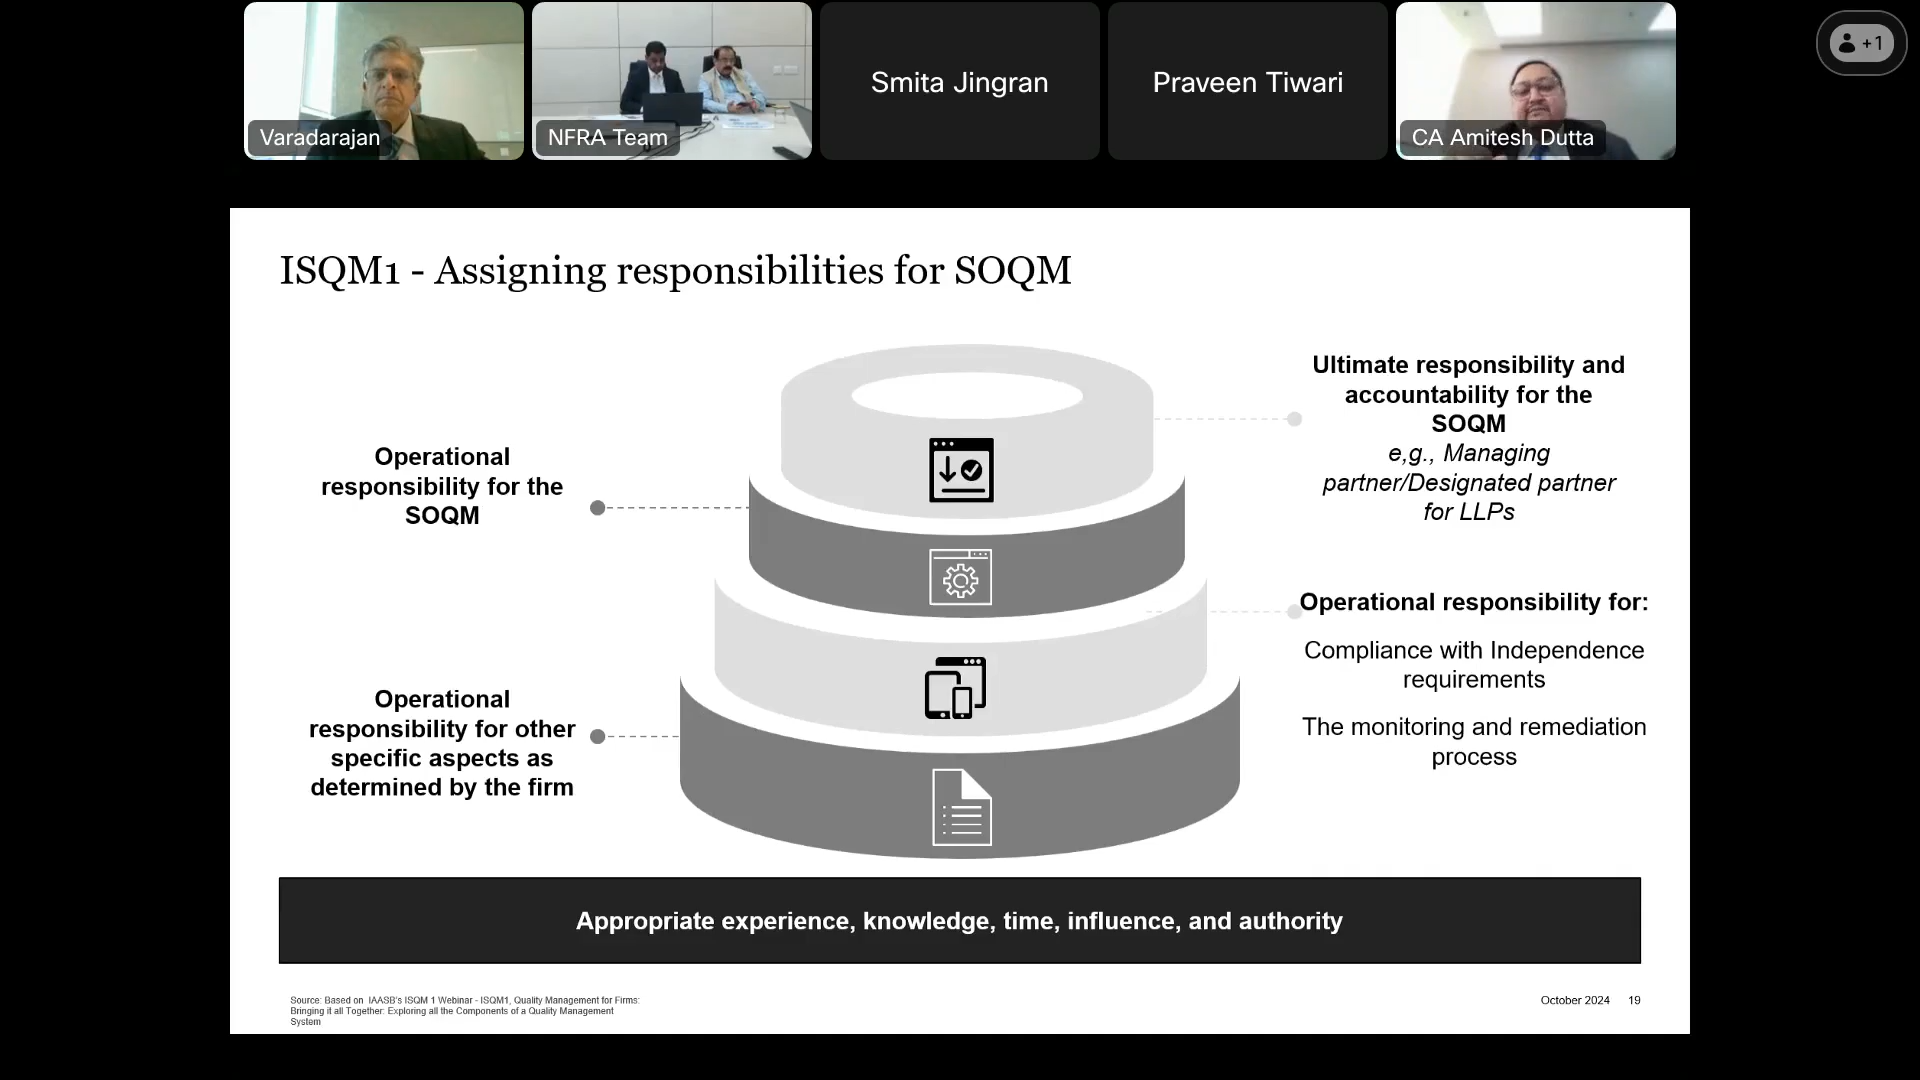 Varadarajan
NFRA Team
Smita Jingran
Praveen Tiwari
CA Amitesh Dutta
+1
ISQM1 - Assigning responsibilities for SOQM
Operational
responsibility for the
SOQM
Ultimate responsibility and
accountability for the
SOQM
e,g., Managing
partner/Designated partner
for LLPs
Operational responsibility for:
Compliance with Independence
requirements
The monitoring and remediation
process
Operational
responsibility for other
specific aspects as
determined by the firm
Appropriate experience, knowledge, time, influence, and authority
Source: Based on IAASB's ISQM 1 Webinar - ISQM1, Quality Management for Firms:
Bringing it all Together: Exploring all the Components of a Quality Management
System
October 2024 19